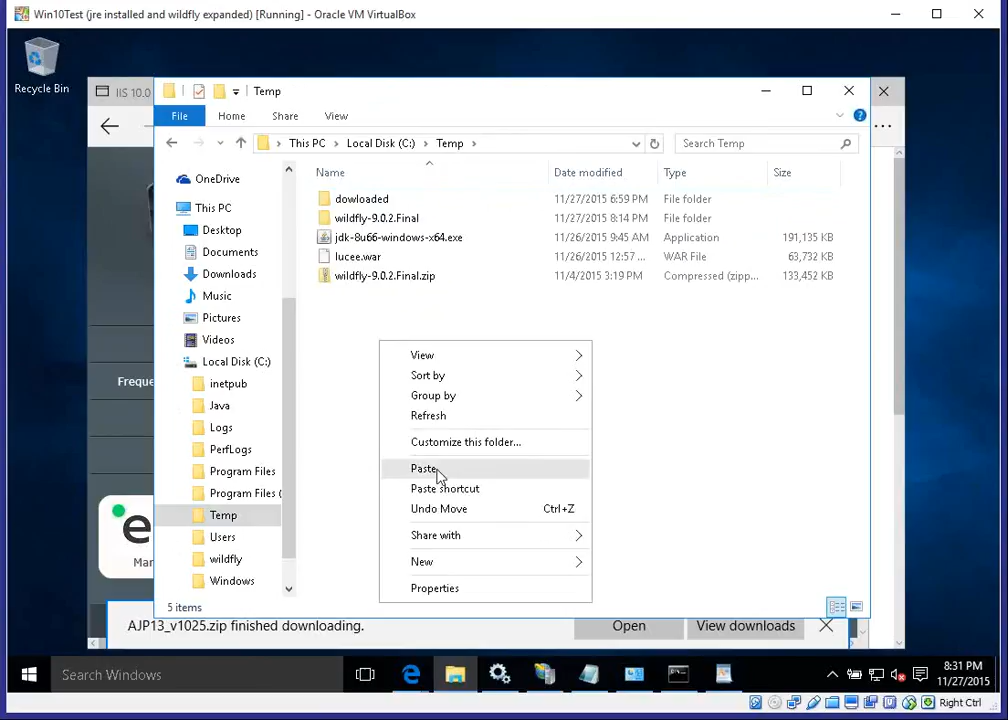 Win10Test (jre installed and wildfly expanded) [Running] - Oracle VM VirtualBox
Recycle Bin
IIS 10.0
Temp
File Home Share View
This PC Local Disk (C:) Temp
Search Temp
Name Date modified Type Size
OneDrive
This PC
Desktop
Documents
Downloads
Music
Pictures
Videos
Local Disk (C:)
inetpub
Java
Logs
PerfLogs
Program Files
Program Files (
Temp
Users
wildfly
Windows
dowloaded 11/27/2015 6:59 PM File folder
wildfly-9.0.2.Final 11/27/2015 8:14 PM File folder
jdk-8u66-windows-x64.exe 11/26/2015 9:45 AM Application 191,135 KB
lucee.war 11/26/2015 12:57 ... WAR File 63,732 KB
wildfly-9.0.2.Final.zip 11/4/2015 3:19 PM Compressed (zipp... 133,452 KB
View
Sort by
Group by
Refresh
Customize this folder...
Paste
Paste shortcut
Undo Move Ctrl+Z
Share with
New
Properties
Freque
e
Mar
5 items
AJP13_v1025.zip finished downloading.
Open View downloads
Search Windows
8:31 PM
11/27/2015
Right Ctrl